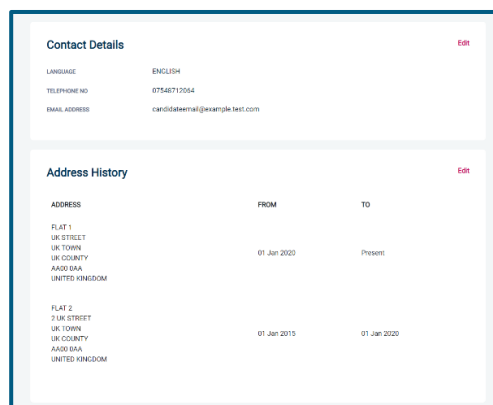 Contact Details
Edit
LANGUAGE ENGLISH
TELEPHONE NO 07548712064
EMAIL ADDRESS candidateemail@example.test.com
Address History
Edit
ADDRESS FROM TO
FLAT 1
UK STREET
UK TOWN
UK COUNTY
AA00 0AA
UNITED KINGDOM
01 Jan 2020 Present
FLAT 2
2 UK STREET
UK TOWN
UK COUNTY
AA00 0AA
UNITED KINGDOM
01 Jan 2015 01 Jan 2020